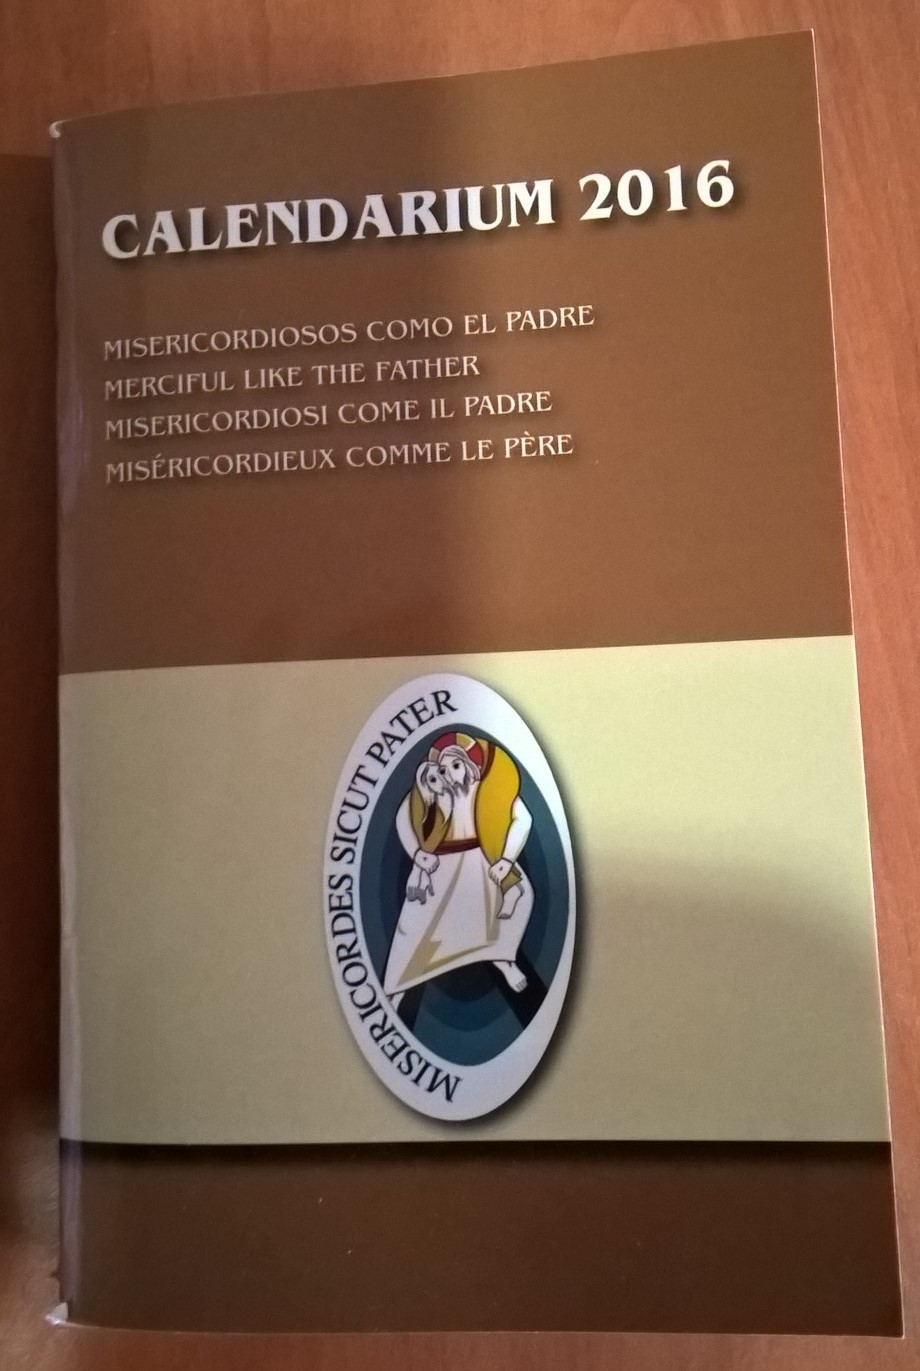 CALENDARIUM 2016
MISERICORDIOSOS COMO EL PADRE
MERCIFUL LIKE THE FATHER
MISERICORDIOSI COME IL PADRE
MISÉRICORDIEUX COMME LE PÈRE
MISERICORDES SICUT PATER